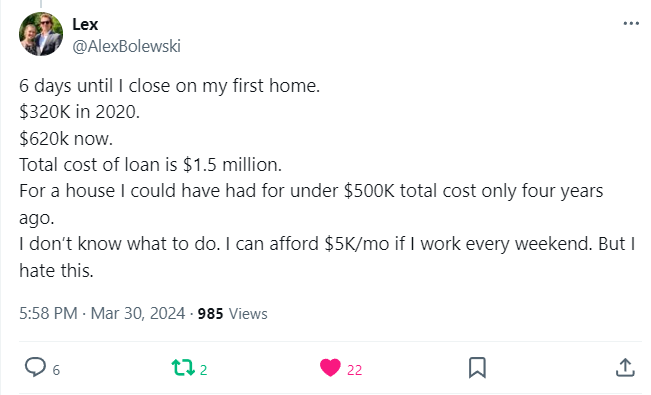 Lex
@AlexBolewski
6 days until I close on my first home.
$320K in 2020.
$620k now.
Total cost of loan is $1.5 million.
For a house I could have had for under $500K total cost only four years
ago.
I don’t know what to do. I can afford $5K/mo if I work every weekend. But I
hate this.
5:58 PM · Mar 30, 2024 · 985 Views
6 2 22